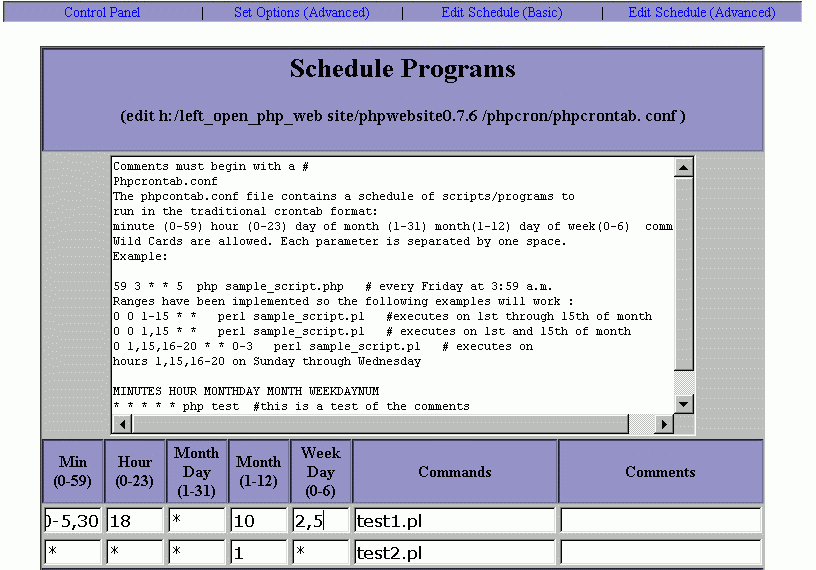 Control Panel | Set Options (Advanced) | Edit Schedule (Basic) | Edit Schedule (Advanced)
Schedule Programs
(edit h:/left_open_php_web site/phpwebsite0.7.6 /phpcron/phpcrontab. conf )
Comments must begin with a #
Phpcrontab.conf
The phpcontab.conf file contains a schedule of scripts/programs to
run in the traditional crontab format:
minute (0-59) hour (0-23) day of month (1-31) month(1-12) day of week(0-6)  comm
Wild Cards are allowed. Each parameter is separated by one space.
Example:
59 3 * * 5  php sample_script.php   # every Friday at 3:59 a.m.
Ranges have been implemented so the following examples will work :
0 0 1-15 * *   perl sample_script.pl   #executes on 1st through 15th of month
0 0 1,15 * *   perl sample_script.pl   # executes on 1st and 15th of month
0 1,15,16-20 * * 0-3   perl sample_script.pl   # executes on
hours 1,15,16-20 on Sunday through Wednesday
MINUTES HOUR MONTHDAY MONTH WEEKDAYNUM
* * * * * php test  #this is a test of the comments
Min (0-59) Hour (0-23) Month Day (1-31) Month (1-12) Week Day (0-6) Commands Comments
0-5,30 18 * 10 2,5 test1.pl
* * * 1 * test2.pl